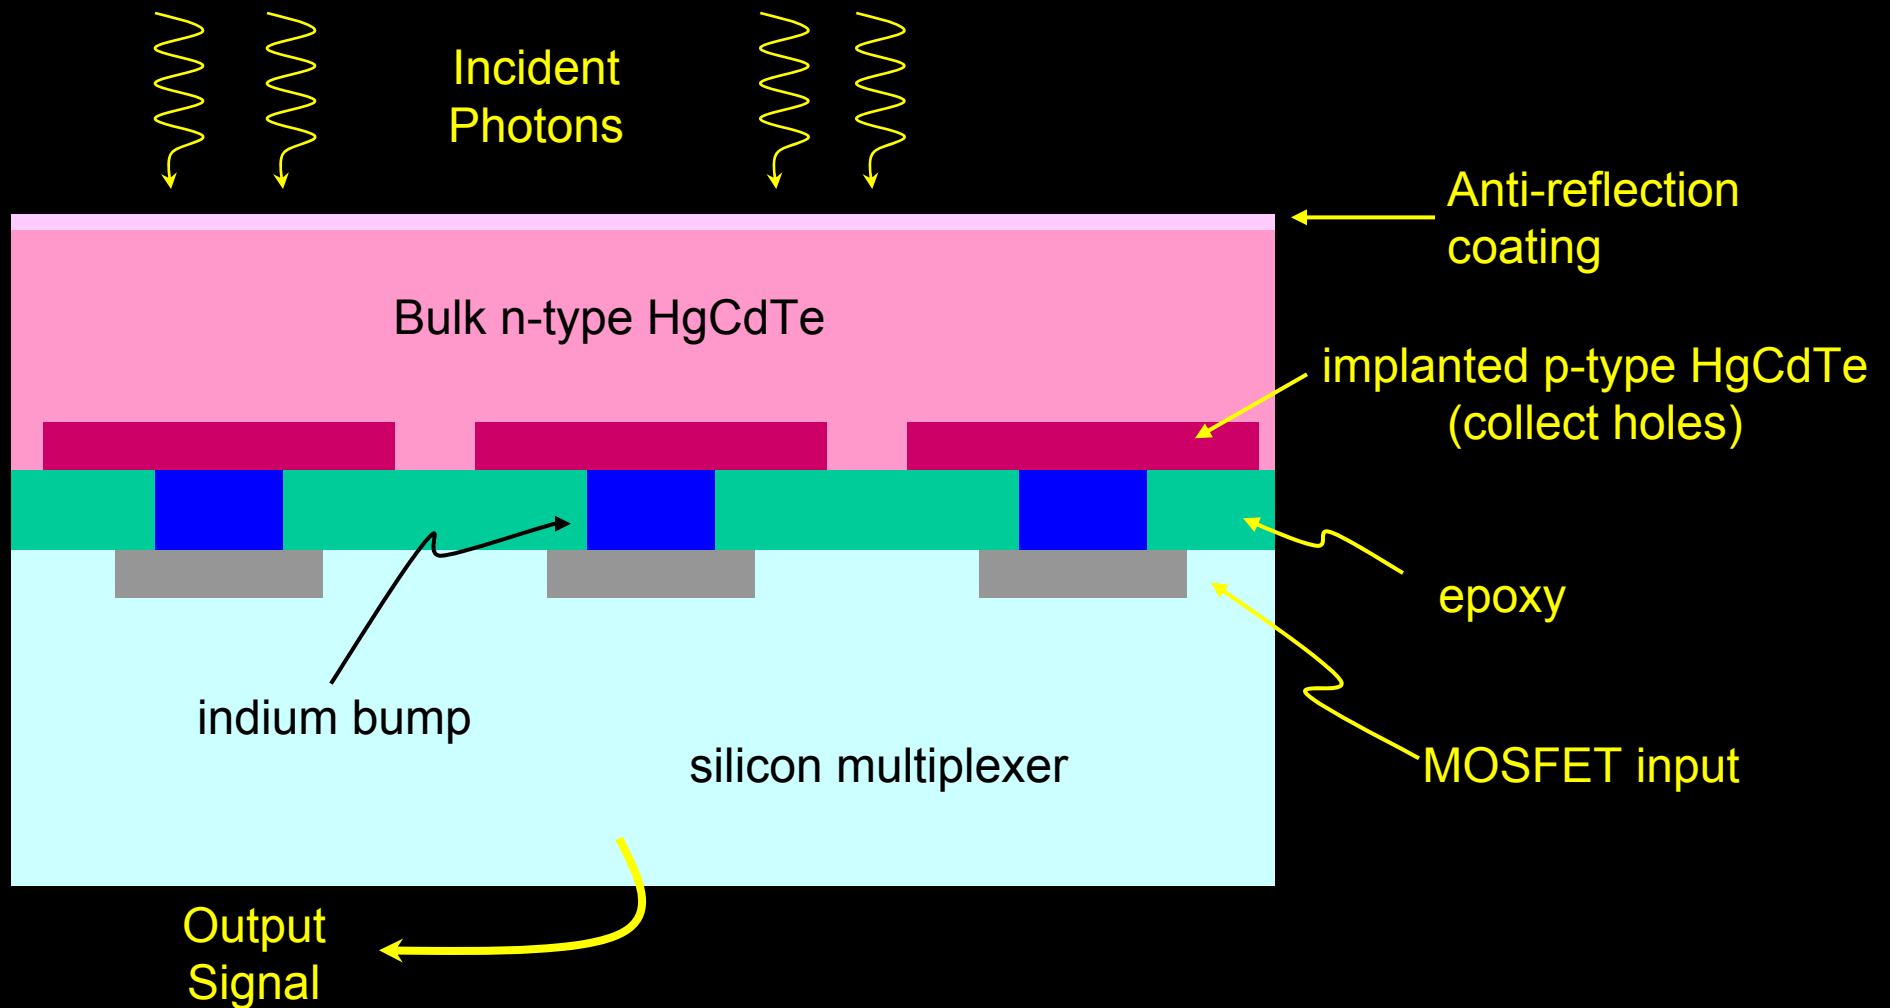 Incident
Photons
Anti-reflection
coating
Bulk n-type HgCdTe
implanted p-type HgCdTe
(collect holes)
epoxy
indium bump
silicon multiplexer
MOSFET input
Output
Signal